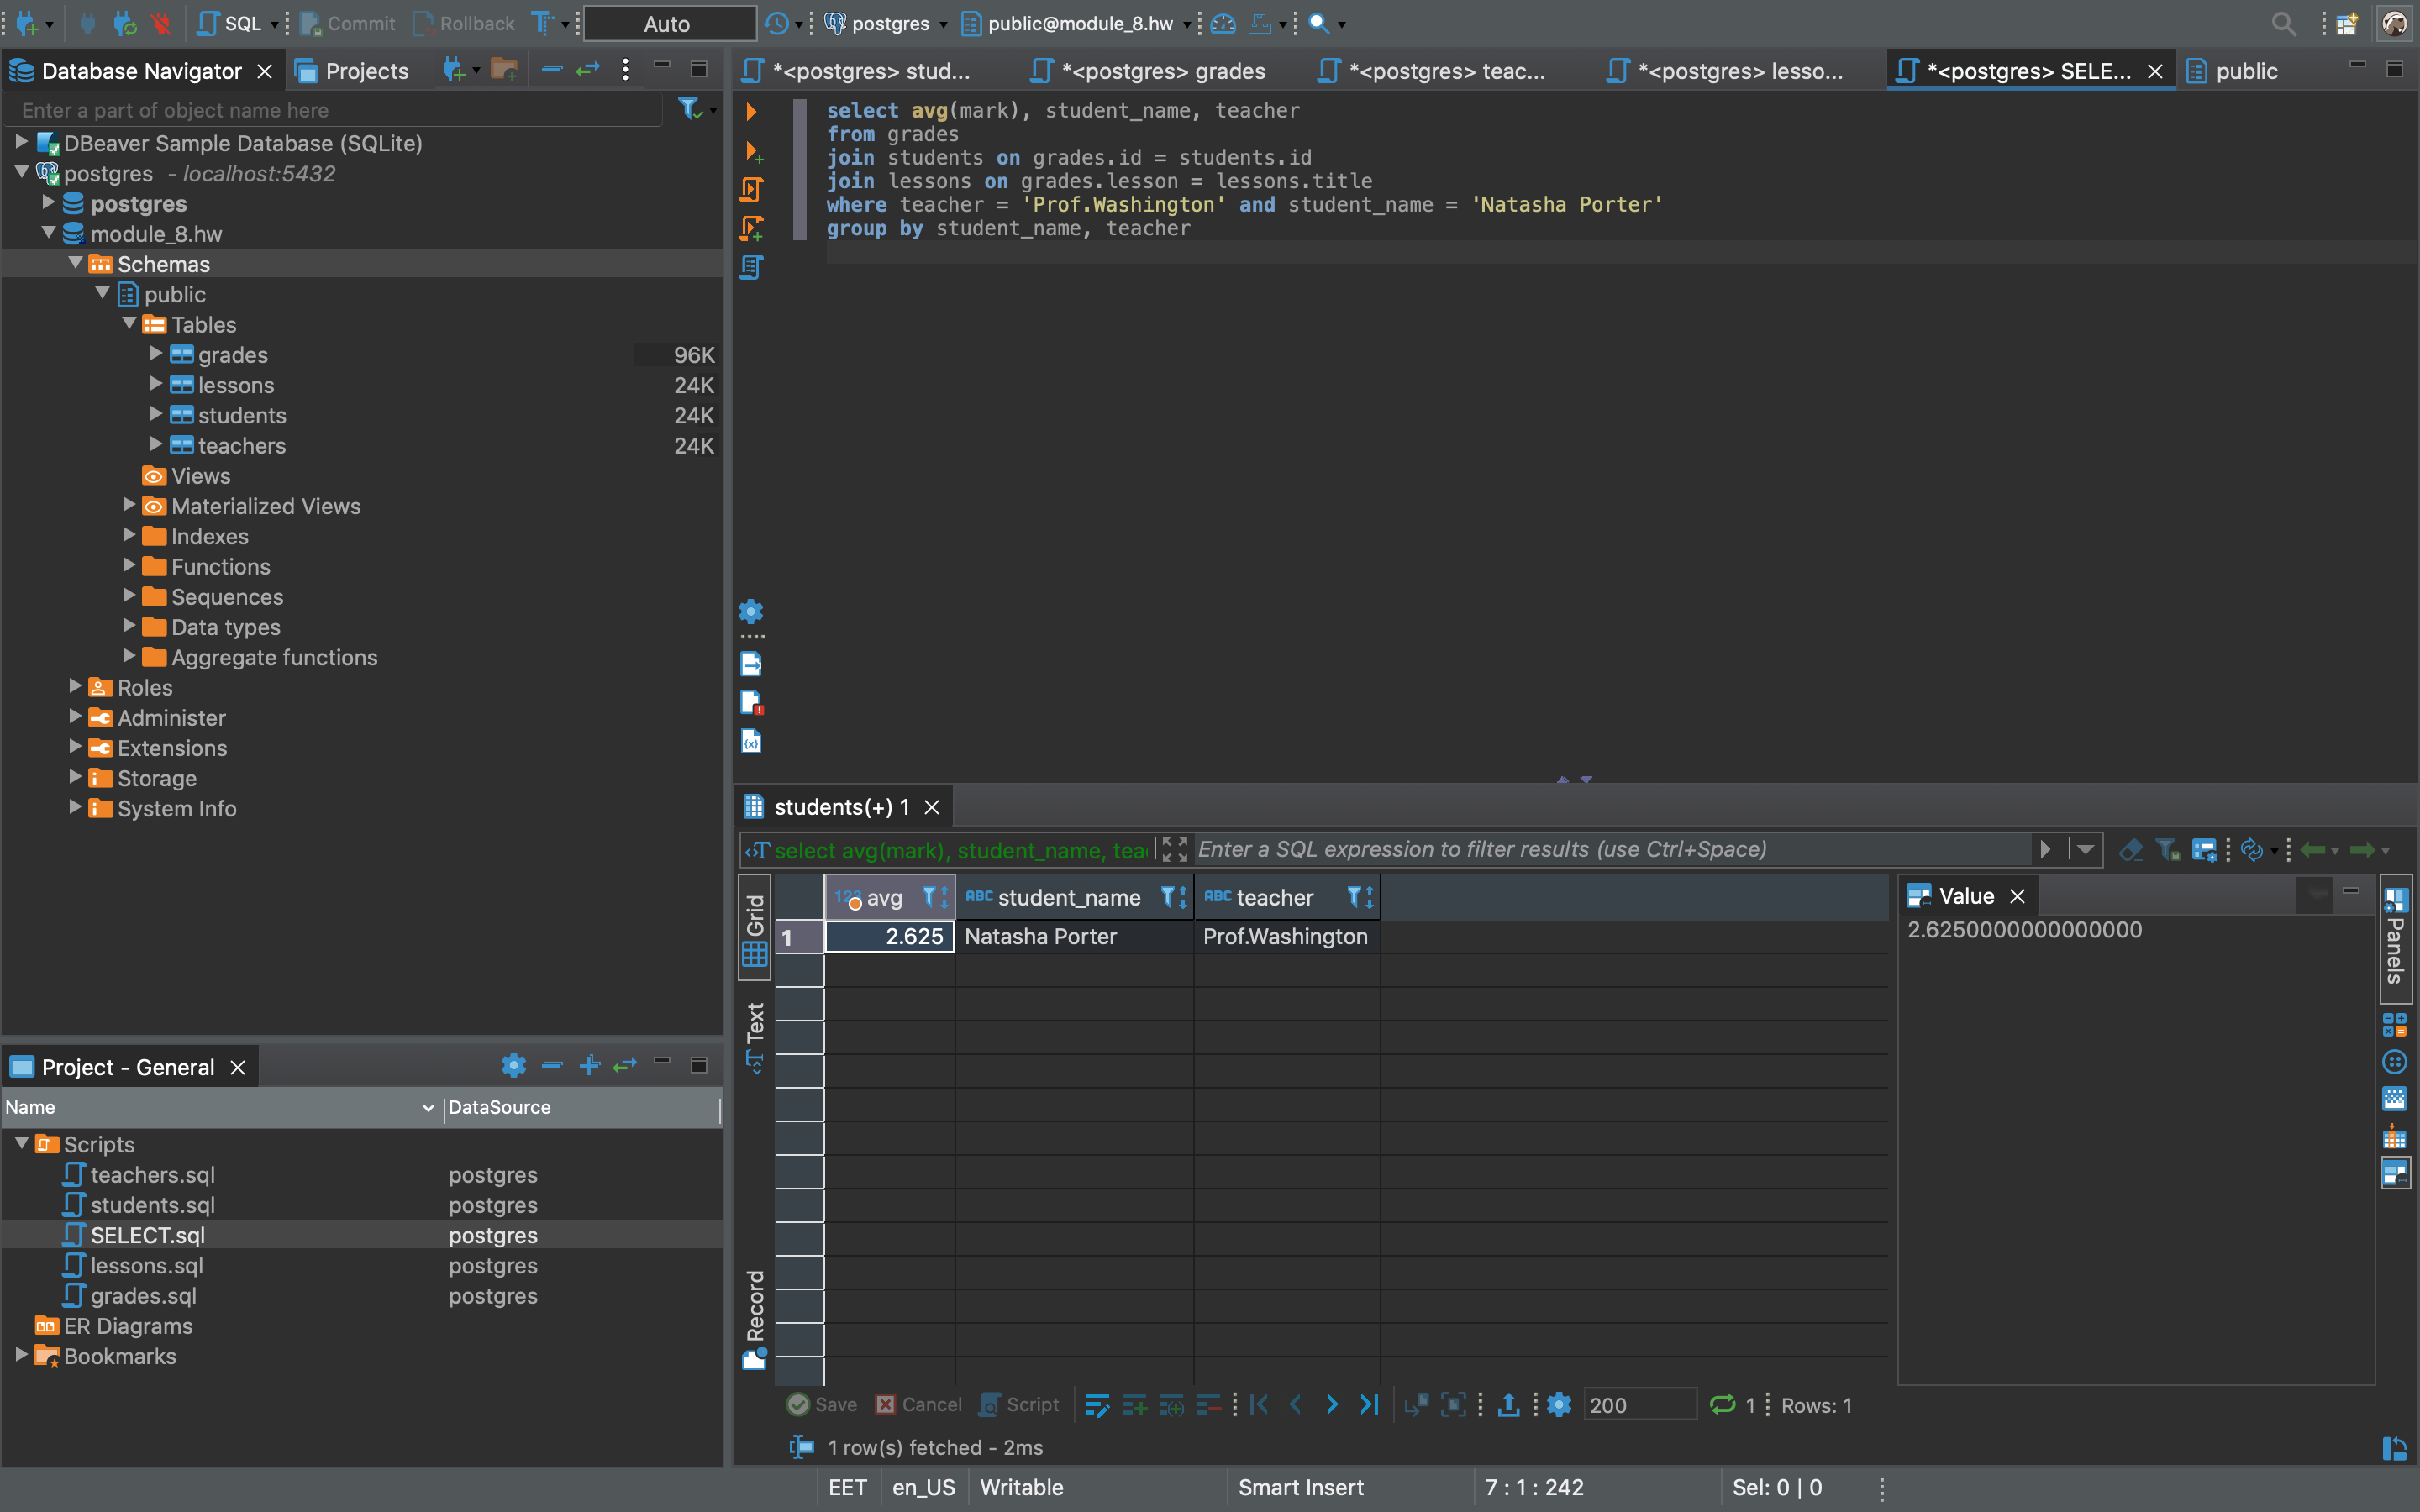 SQL
Commit
Rollback
Auto
postgres
public@module_8.hw
Database Navigator
Projects
Enter a part of object name here
DBeaver Sample Database (SQLite)
postgres - localhost:5432
postgres
module_8.hw
Schemas
public
Tables
grades 96K
lessons 24K
students 24K
teachers 24K
Views
Materialized Views
Indexes
Functions
Sequences
Data types
Aggregate functions
Roles
Administer
Extensions
Storage
System Info
Project - General
Name DataSource
Scripts
teachers.sql postgres
students.sql postgres
SELECT.sql postgres
lessons.sql postgres
grades.sql postgres
ER Diagrams
Bookmarks
*<postgres> stud...
*<postgres> grades
*<postgres> teac...
*<postgres> lesso...
*<postgres> SELE...
public
select avg(mark), student_name, teacher
from grades
join students on grades.id = students.id
join lessons on grades.lesson = lessons.title
where teacher = 'Prof.Washington' and student_name = 'Natasha Porter'
group by student_name, teacher
students(+) 1
select avg(mark), student_name, tea
Enter a SQL expression to filter results (use Ctrl+Space)
Grid
Text
Record
123 avg ABC student_name ABC teacher
1 2.625 Natasha Porter Prof.Washington
Value
2.6250000000000000
Panels
Save Cancel Script 200 1 Rows: 1
1 row(s) fetched - 2ms
EET en_US Writable Smart Insert 7 : 1 : 242 Sel: 0 | 0